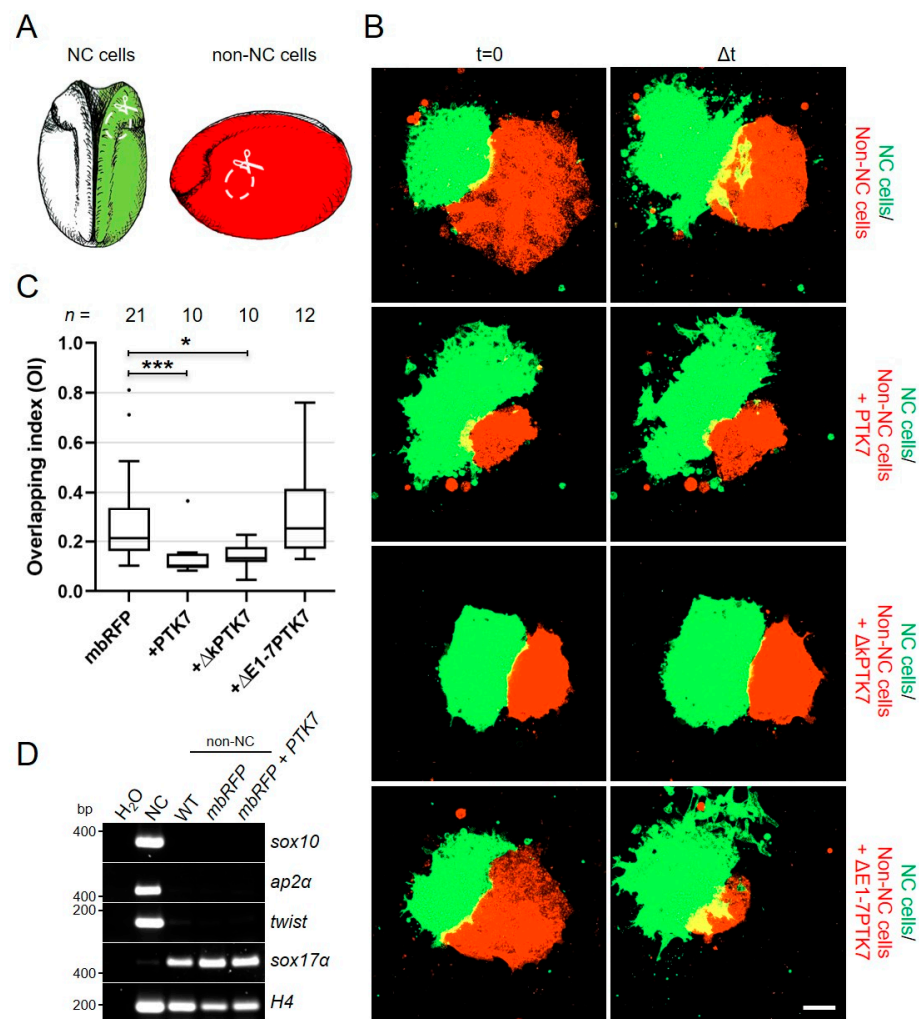 A
NC cells
non-NC cells
B
t=0
Δt
NC cells/
Non-NC cells
NC cells/
Non-NC cells
+ PTK7
NC cells/
Non-NC cells
+ ΔkPTK7
NC cells/
Non-NC cells
+ ΔE1-7PTK7
C
n = 21 10 10 12
Overlapping index (OI)
1.0
0.8
0.6
0.4
0.2
0.0
*
***
mbRFP
+PTK7
+ΔkPTK7
+ΔE1-7PTK7
D
non-NC
bp
H2O
NC
WT
mbRFP
mbRFP + PTK7
400
sox10
400
ap2α
200
twist
400
sox17α
200
H4